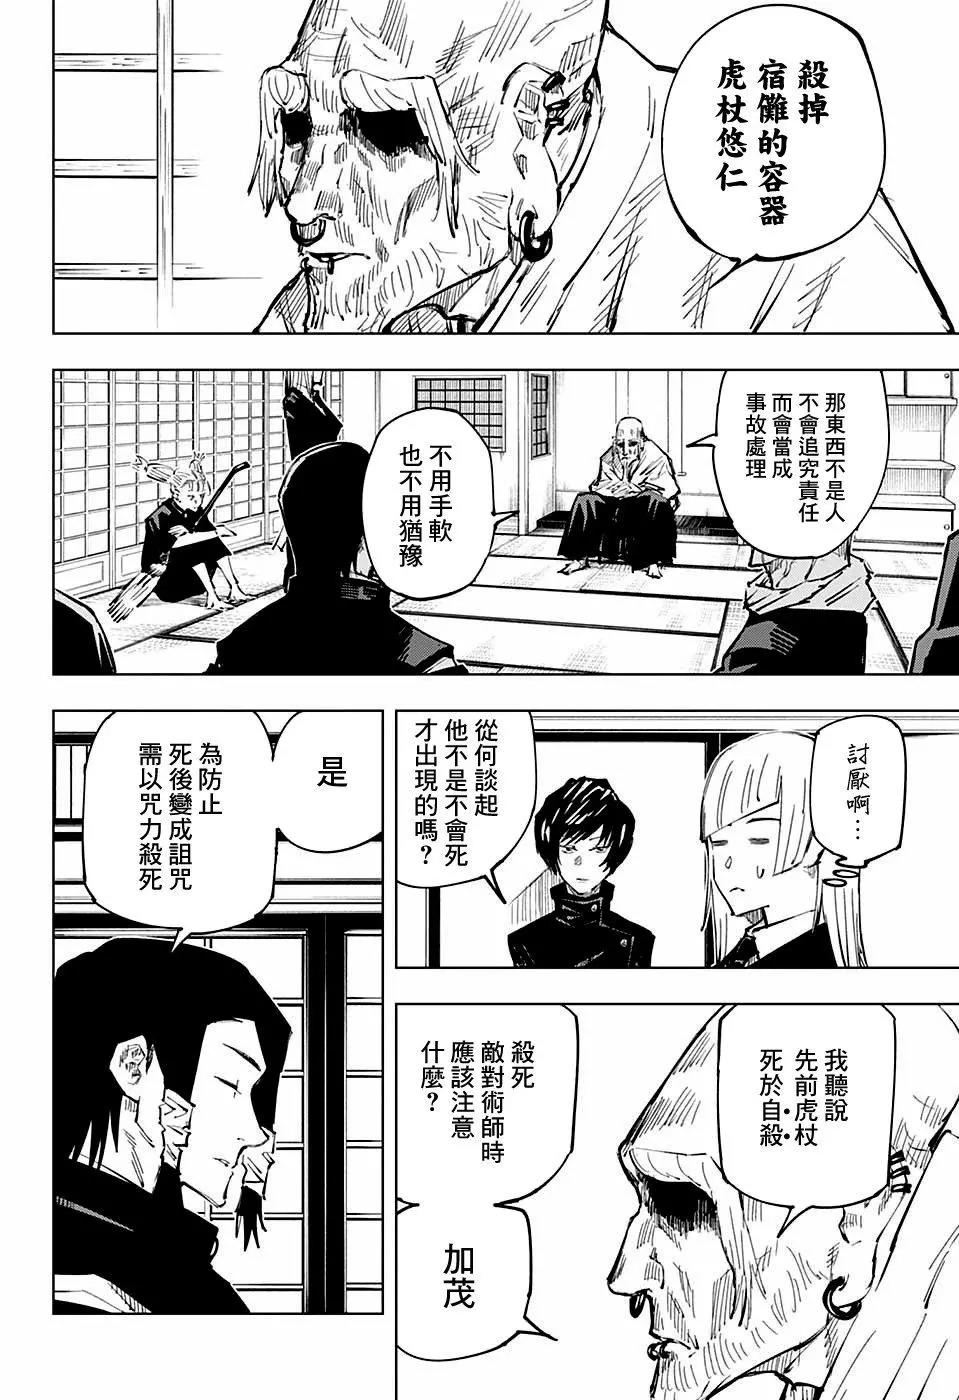 殺掉
宿儺的容器
虎杖悠仁
那東西不是人
不會追究責任
而會當成
事故處理
不用手軟
也不用猶豫
討厭啊…
從何談起
他不是不會死
才出現的嗎？
我聽說
先前虎杖
死於自殺
殺死
敵對術師時
應該注意
什麼？
加茂
是
為防止
死後變成詛咒
需以咒力殺死